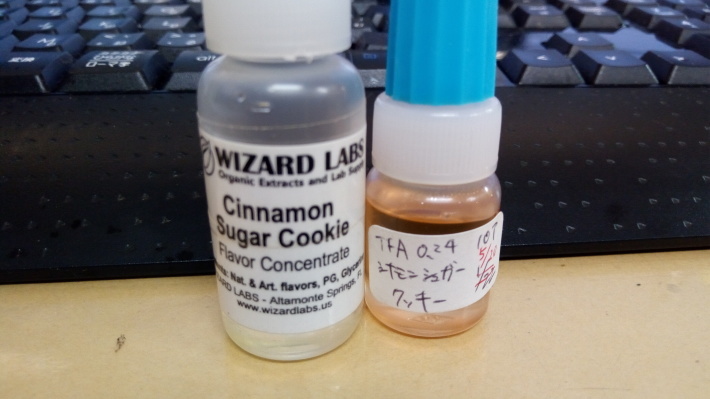 WIZARD LABS
Organic Extracts and Lab Supply
Cinnamon
Sugar Cookie
Flavor Concentrate
Nat. & Art. flavors, PG, Glycerin
LABS - Altamonte Springs, FL
www.wizardlabs.us
TFA 0.24
シナモンシュガー
クッキー